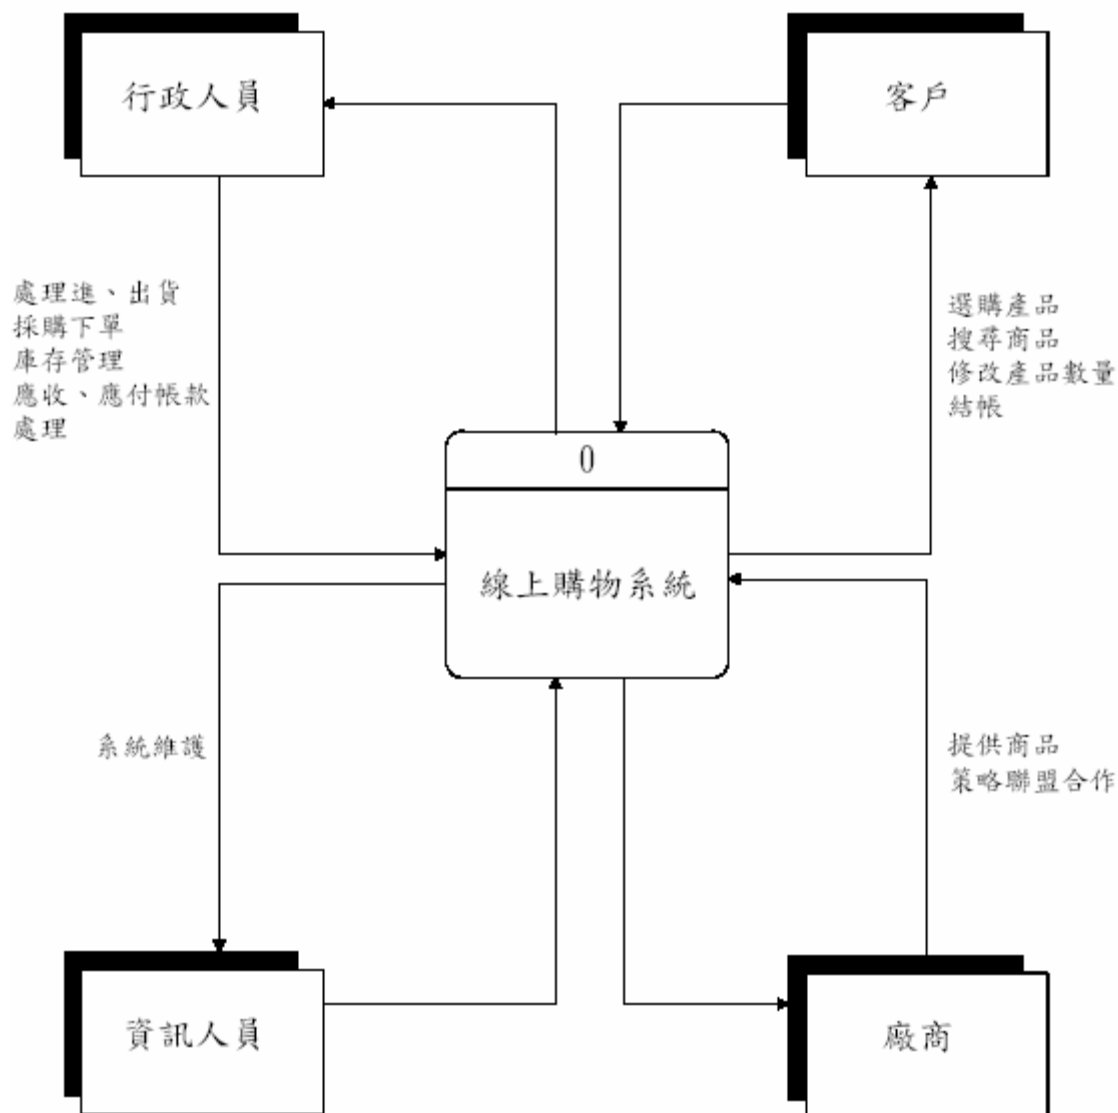 行政人員
客戶
處理進、出貨
採購下單
庫存管理
應收、應付帳款
處理
選購產品
搜尋商品
修改產品數量
結帳
0
線上購物系統
系統維護
提供商品
策略聯盟合作
資訊人員
廠商